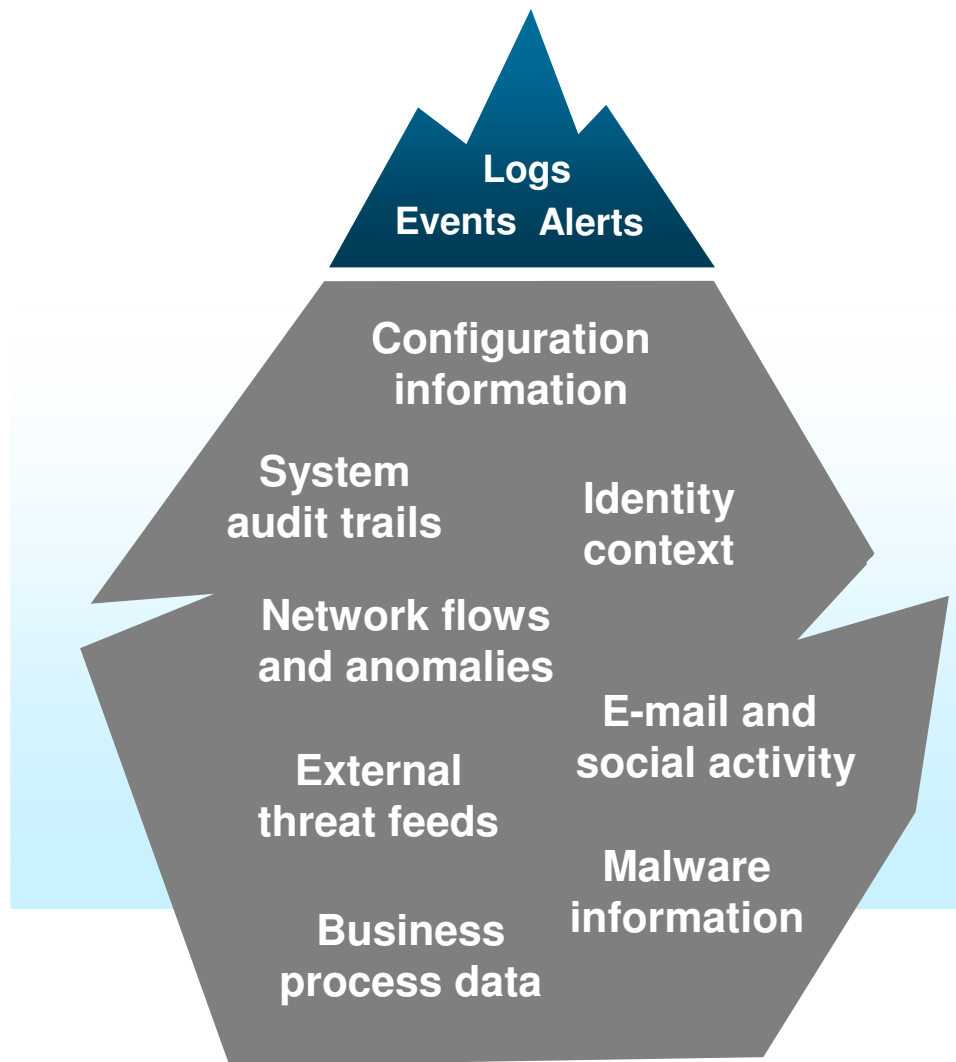 Logs
Events Alerts
Configuration
information
System
audit trails
Identity
context
Network flows
and anomalies
E-mail and
social activity
External
threat feeds
Malware
information
Business
process data